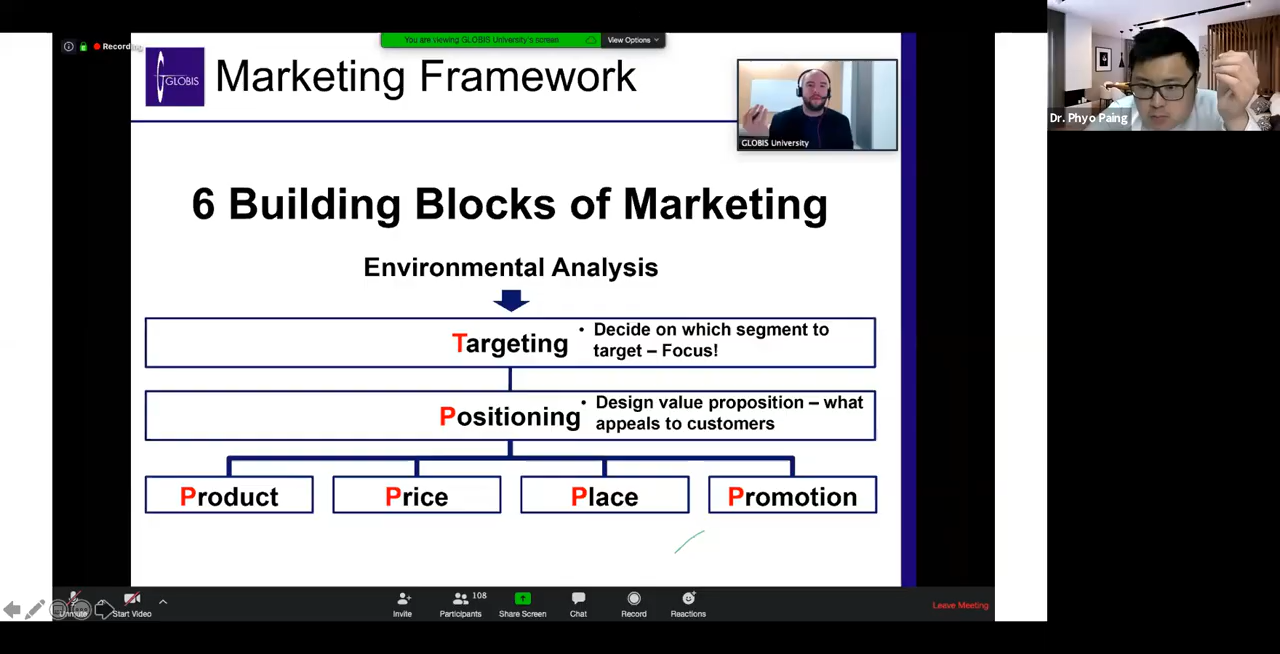 Recording
You are viewing GLOBIS University's screen
View Options
GLOBIS
Marketing Framework
GLOBIS University
Dr. Phyo Paing
6 Building Blocks of Marketing
Environmental Analysis
Targeting
• Decide on which segment to
target – Focus!
Positioning
• Design value proposition – what
appeals to customers
Product
Price
Place
Promotion
Unmute
Start Video
Invite
Participants
108
Share Screen
Chat
Record
Reactions
Leave Meeting